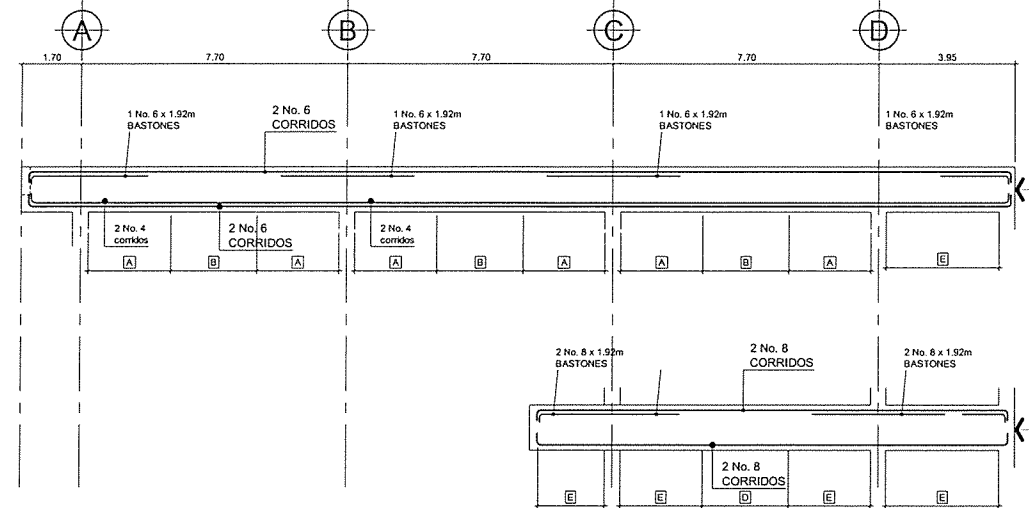 A B C D
1.70 7.70 7.70 7.70 3.95
1 No. 6 x 1.92m
BASTONES
2 No. 6
CORRIDOS
1 No. 6 x 1.92m
BASTONES
1 No. 6 x 1.92m
BASTONES
1 No. 6 x 1.92m
BASTONES
2 No. 4
corridos
2 No. 6
CORRIDOS
2 No. 4
corridos
A B A A B A A B A E
2 No. 8 x 1.92m
BASTONES
2 No. 8
CORRIDOS
2 No. 8 x 1.92m
BASTONES
2 No. 8
CORRIDOS
E E D E E